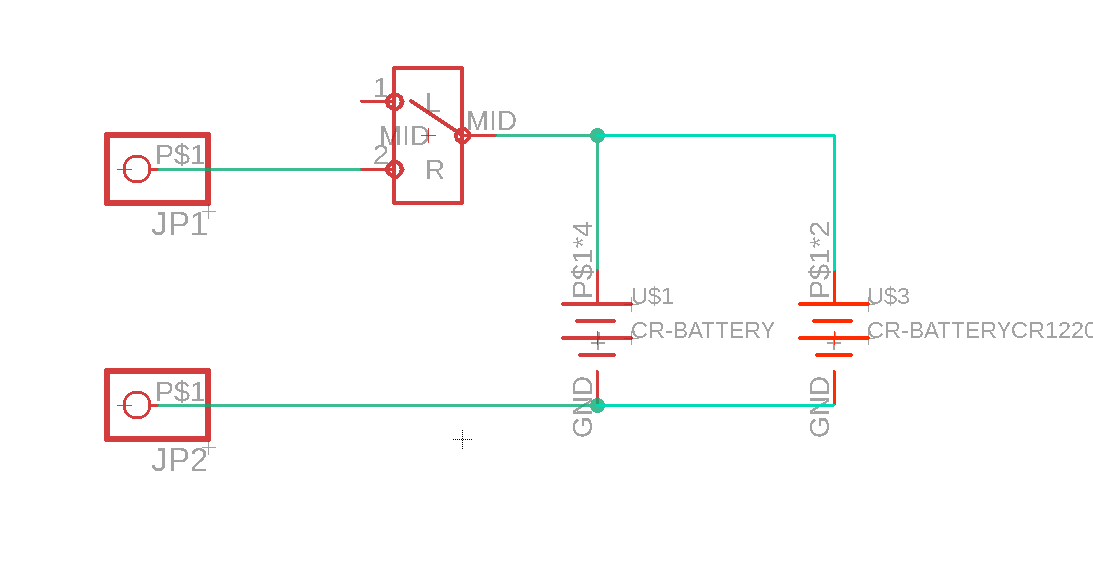 1
L
MID
MID
2
R
P$1
JP1
P$1*4
P$1*2
U$1
U$3
CR-BATTERY
CR-BATTERYCR1220
GND
GND
P$1
JP2